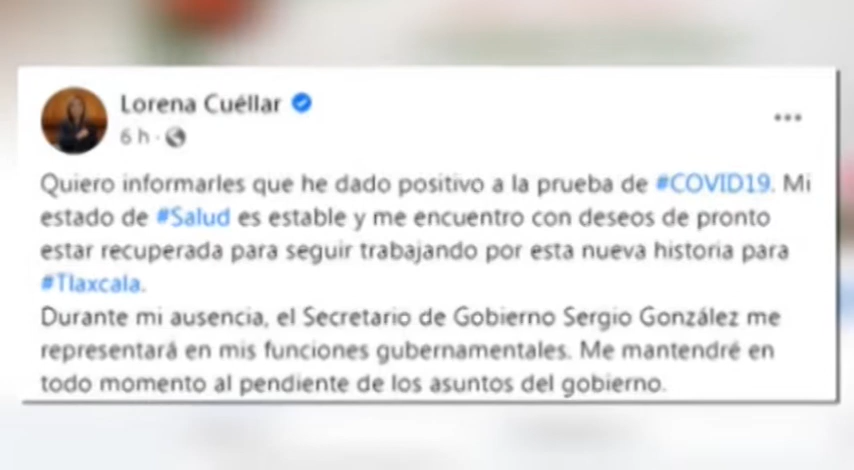 Lorena Cuéllar
6 h ·
Quiero informarles que he dado positivo a la prueba de #COVID19. Mi
estado de #Salud es estable y me encuentro con deseos de pronto
estar recuperada para seguir trabajando por esta nueva historia para
#Tlaxcala.
Durante mi ausencia, el Secretario de Gobierno Sergio González me
representará en mis funciones gubernamentales. Me mantendré en
todo momento al pendiente de los asuntos del gobierno.